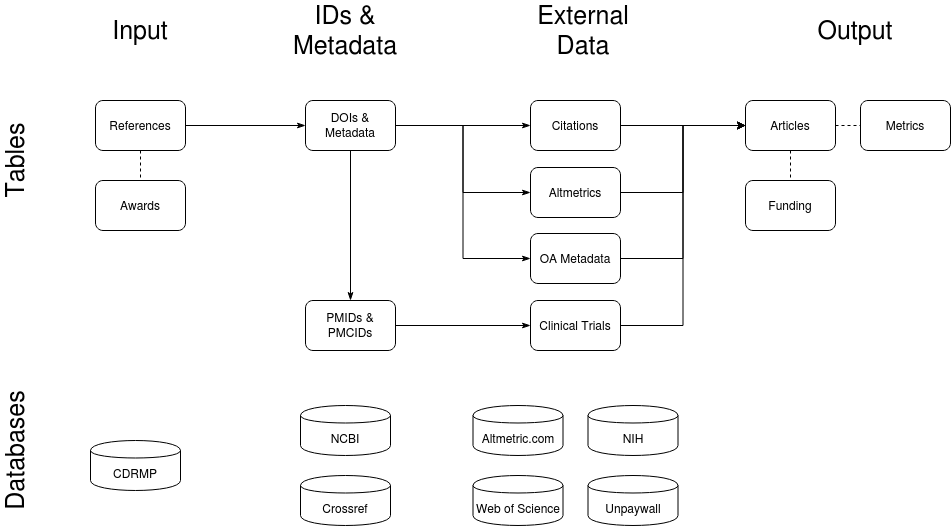 Input
IDs &
Metadata
External
Data
Output
Tables
References
DOIs &
Metadata
Citations
Articles
Metrics
Awards
Altmetrics
Funding
OA Metadata
PMIDs &
PMCIDs
Clinical Trials
Databases
CDRMP
NCBI
Altmetric.com
NIH
Crossref
Web of Science
Unpaywall